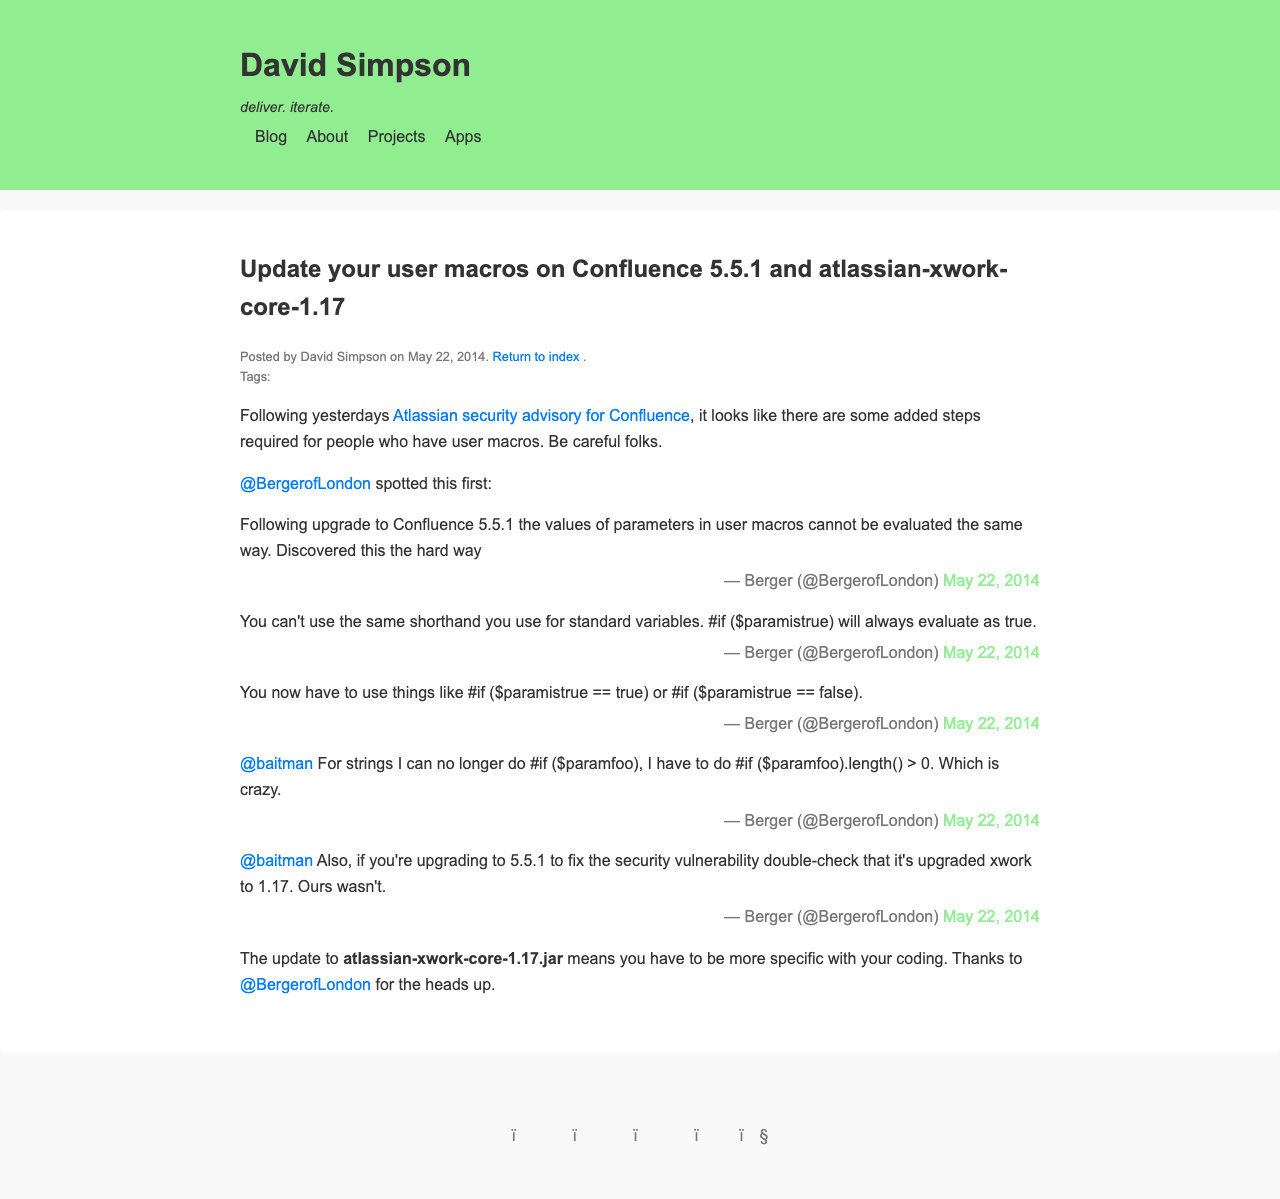 David Simpson
deliver. iterate.
Blog About Projects Apps
Update your user macros on Confluence 5.5.1 and atlassian-xwork-
core-1.17
Posted by David Simpson on May 22, 2014. Return to index .
Tags:
Following yesterdays Atlassian security advisory for Confluence, it looks like there are some added steps
required for people who have user macros. Be careful folks.
@BergerofLondon spotted this first:
Following upgrade to Confluence 5.5.1 the values of parameters in user macros cannot be evaluated the same
way. Discovered this the hard way
— Berger (@BergerofLondon) May 22, 2014
You can't use the same shorthand you use for standard variables. #if ($paramistrue) will always evaluate as true.
— Berger (@BergerofLondon) May 22, 2014
You now have to use things like #if ($paramistrue == true) or #if ($paramistrue == false).
— Berger (@BergerofLondon) May 22, 2014
@baitman For strings I can no longer do #if ($paramfoo), I have to do #if ($paramfoo).length() > 0. Which is
crazy.
— Berger (@BergerofLondon) May 22, 2014
@baitman Also, if you're upgrading to 5.5.1 to fix the security vulnerability double-check that it's upgraded xwork
to 1.17. Ours wasn't.
— Berger (@BergerofLondon) May 22, 2014
The update to atlassian-xwork-core-1.17.jar means you have to be more specific with your coding. Thanks to
@BergerofLondon for the heads up.
ï ï ï ï ï §